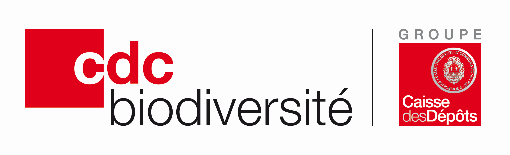 cdc
biodiversité
GROUPE
Caisse
desDépôts